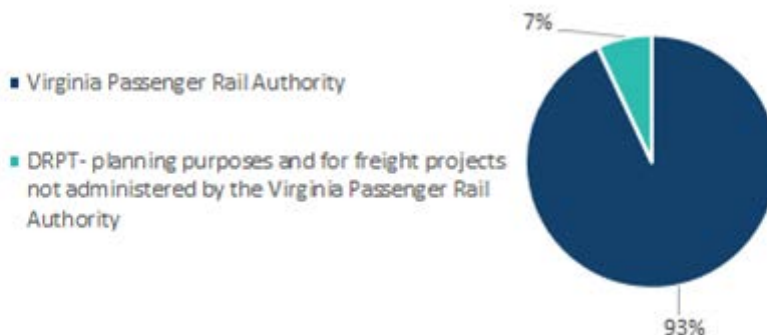 7%
Virginia Passenger Rail Authority
DRPT- planning purposes and for freight projects
not administered by the Virginia Passenger Rail
Authority
93%